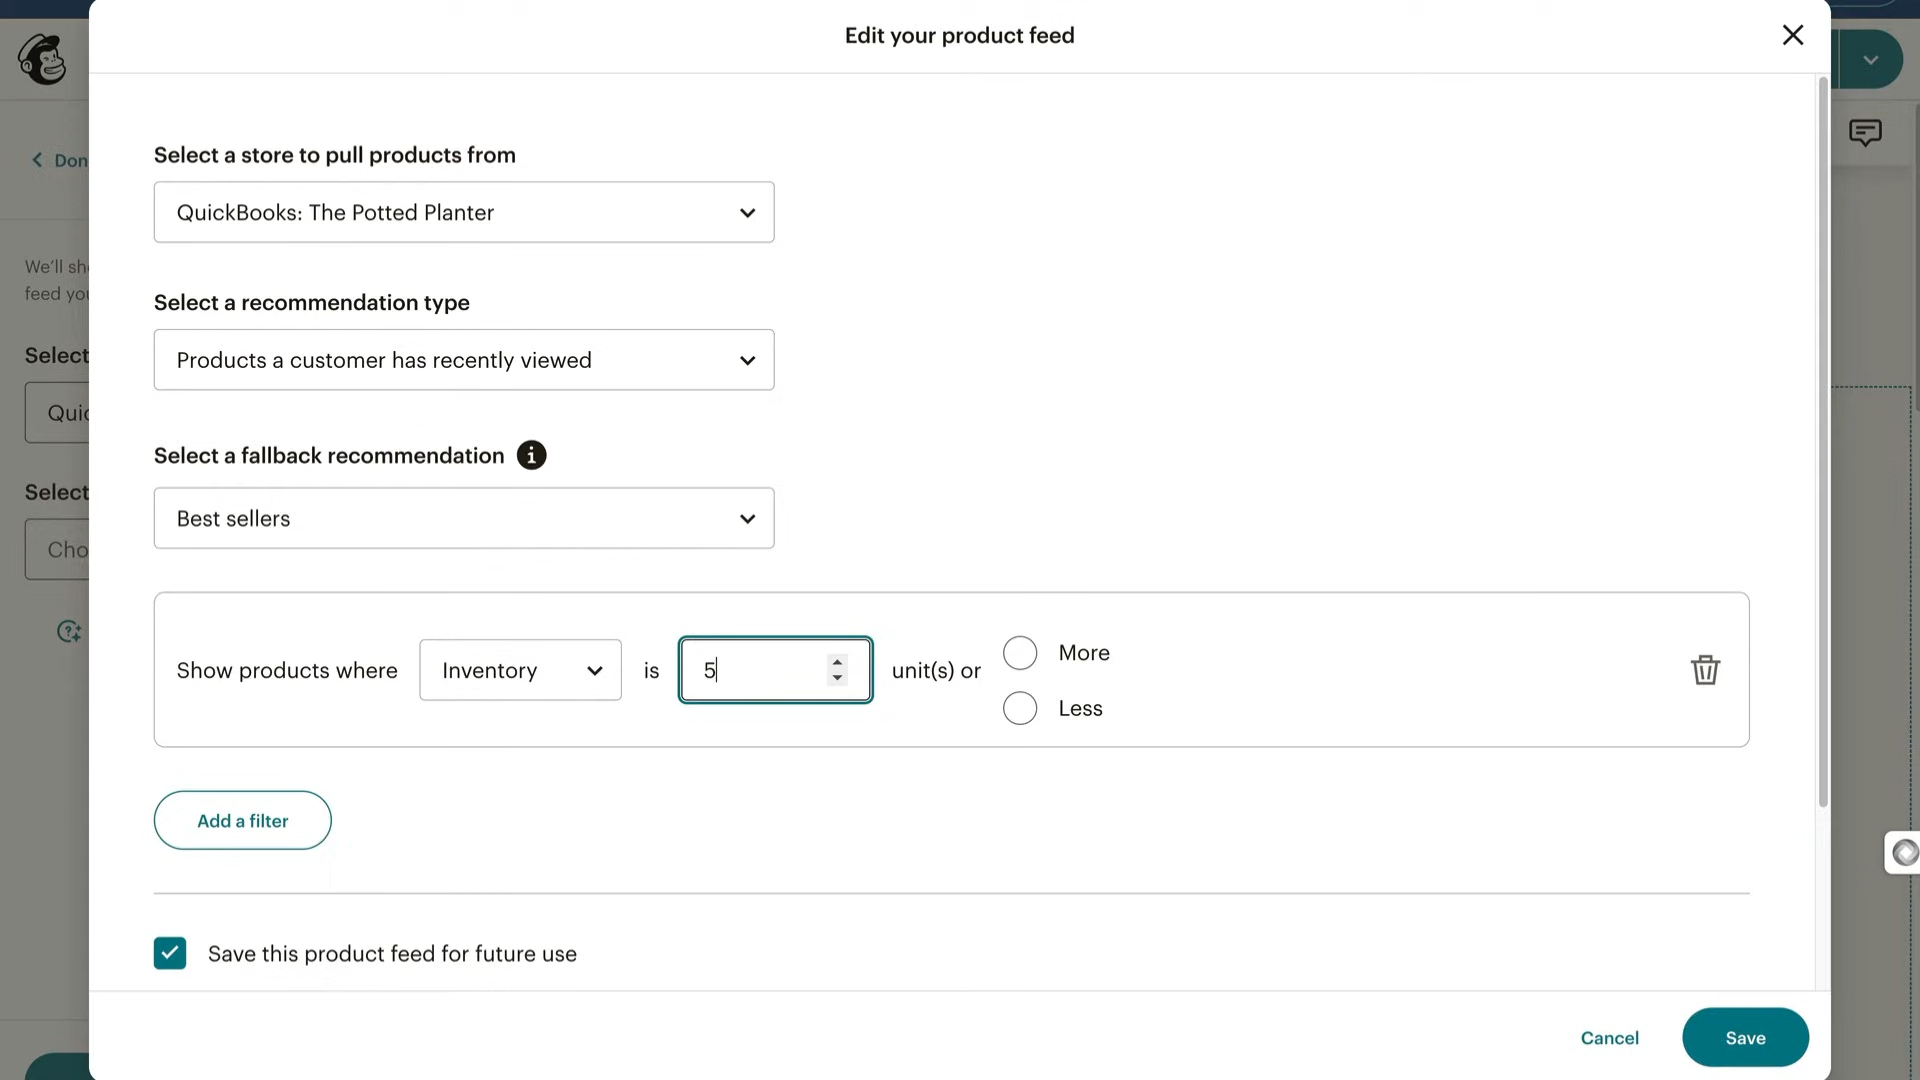 Edit your product feed
Don
Select a store to pull products from
QuickBooks: The Potted Planter
We'll sh
feed you
Select a recommendation type
Select
Products a customer has recently viewed
Quic
Select a fallback recommendation
Select
Best sellers
Cho
Show products where Inventory is 5 unit(s) or
More
Less
Add a filter
Save this product feed for future use
Cancel
Save